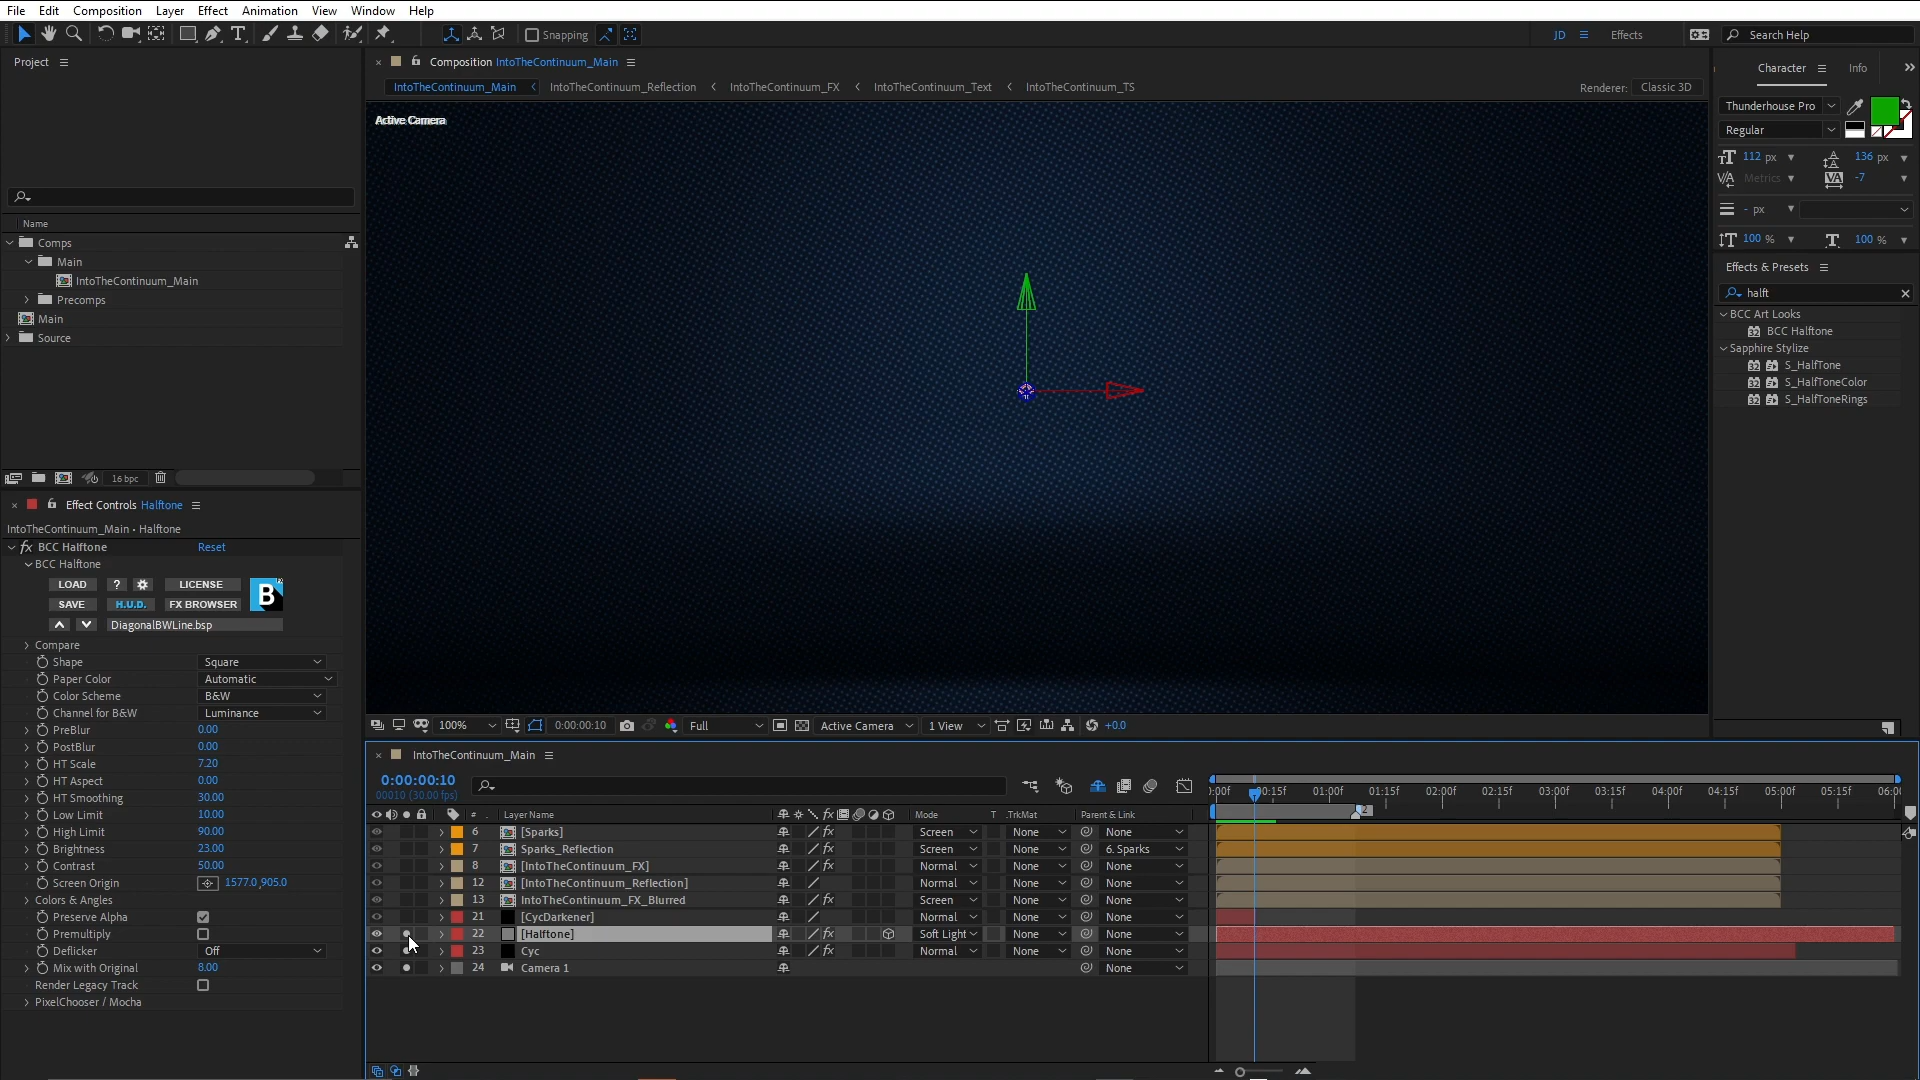 File Edit Composition Layer Effect Animation View Window Help
Snapping
JD Effects Search Help
Project
Name
Comps
Main
IntoTheContinuum_Main
Precomps
Main
Source
16 bpc
Effect Controls Halftone
IntoTheContinuum_Main • Halftone
fx BCC Halftone Reset
BCC Halftone
LOAD ? LICENSE
SAVE H.U.D. FX BROWSER B
DiagonalBWLine.bsp
Compare
Shape Square
Paper Color Automatic
Color Scheme B&W
Channel for B&W Luminance
PreBlur 0.00
PostBlur 0.00
HT Scale 7.20
HT Aspect 0.00
HT Smoothing 30.00
Low Limit 10.00
High Limit 90.00
Brightness 23.00
Contrast 50.00
Screen Origin 1577.0,905.0
Colors & Angles
Preserve Alpha
Premultiply
Deflicker Off
Mix with Original 8.00
Render Legacy Track
PixelChooser / Mocha
Composition IntoTheContinuum_Main
IntoTheContinuum_Main IntoTheContinuum_Reflection IntoTheContinuum_FX IntoTheContinuum_Text IntoTheContinuum_TS Renderer: Classic 3D
Active Camera
100% 0:00:00:10 Full Active Camera 1 View +0.0
Character Info
Thunderhouse Pro
Regular
112 px 136 px
Metrics -7
- px
100 % 100 %
Effects & Presets
halft
BCC Art Looks
BCC Halftone
Sapphire Stylize
S_HalfTone
S_HalfToneColor
S_HalfToneRings
IntoTheContinuum_Main
0:00:00:10
00010 (30.00 fps)
:00f 00:15f 01:00f 01:15f 02:00f 02:15f 03:00f 03:15f 04:00f 04:15f 05:00f 05:15f 06:0
2
# Layer Name Mode T .TrkMat Parent & Link
6 [Sparks] Screen None None
7 Sparks_Reflection Screen None 6. Sparks
8 [IntoTheContinuum_FX] Normal None None
12 [IntoTheContinuum_Reflection] Normal None None
13 IntoTheContinuum_FX_Blurred Screen None None
21 [CycDarkener] Normal None None
22 [Halftone] Soft Light None None
23 Cyc Normal None None
24 Camera 1 None